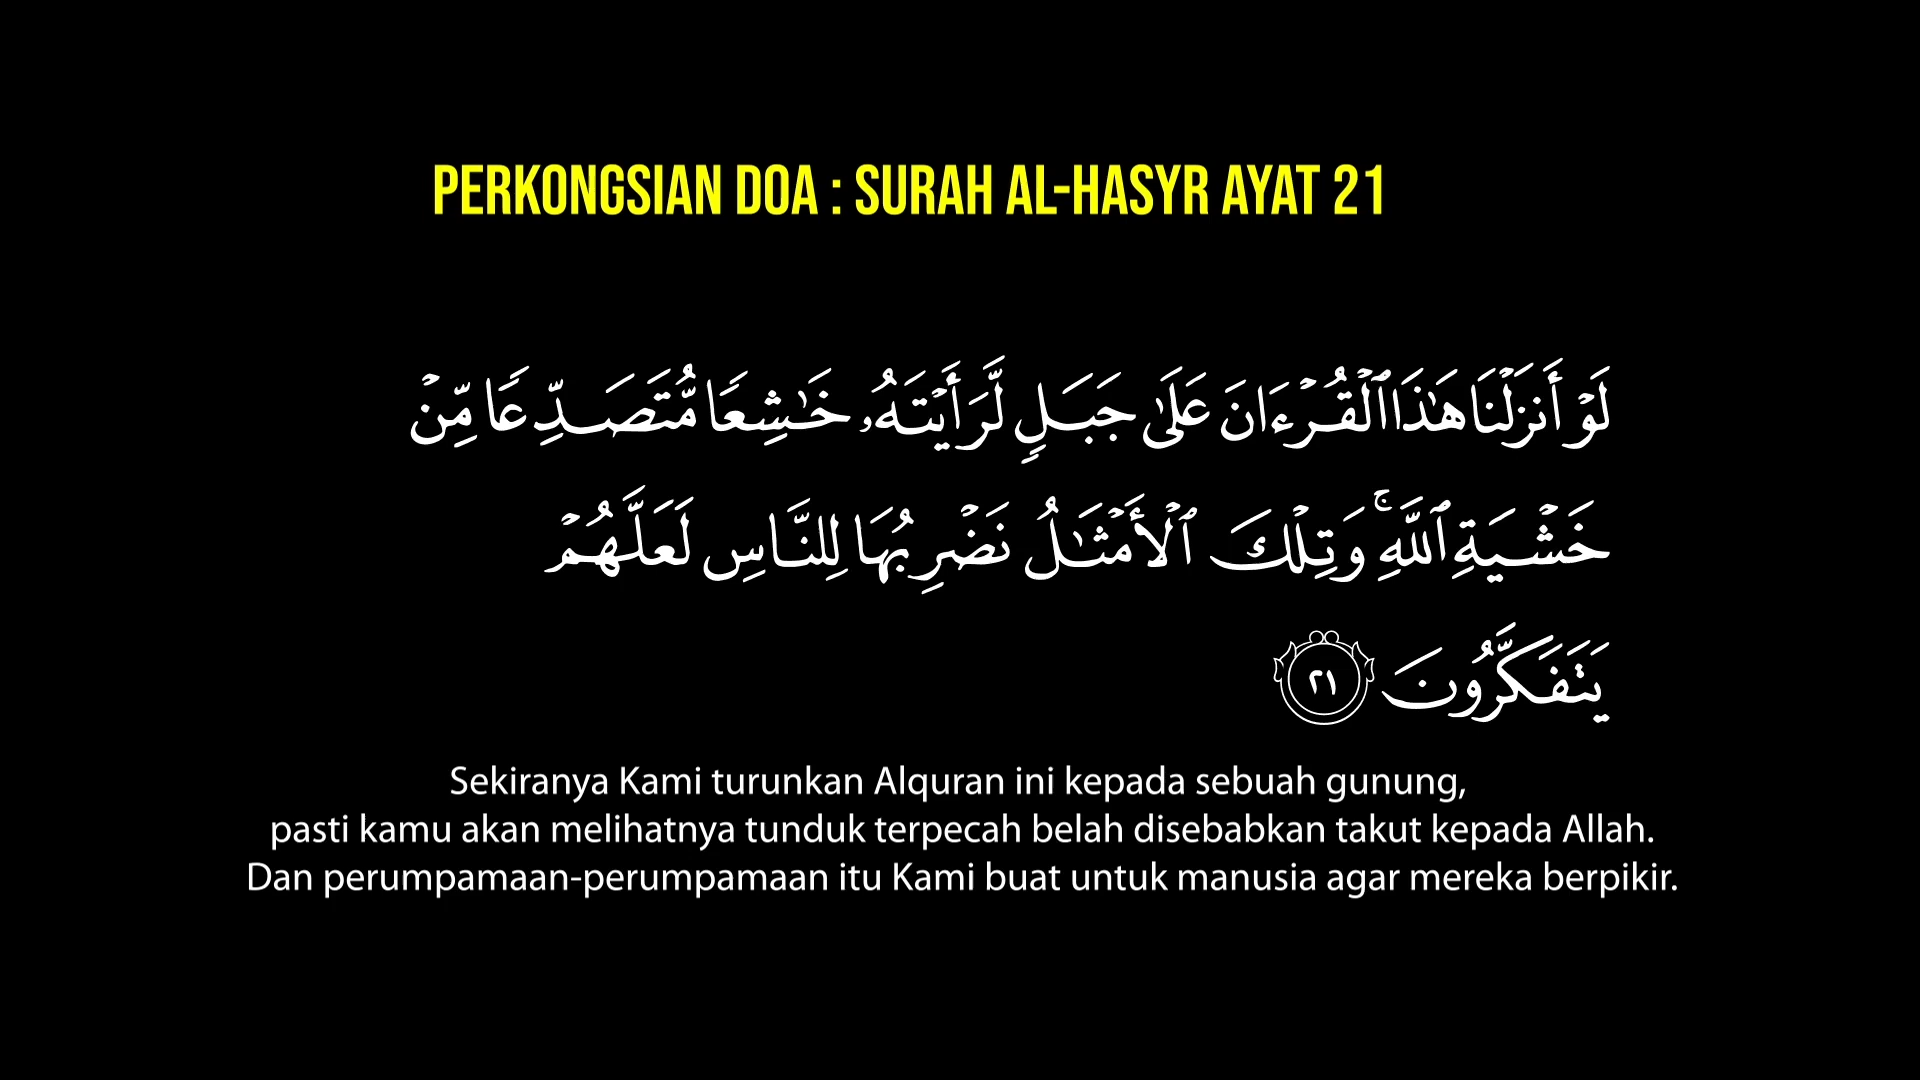 PERKONGSIAN DOA : SURAH AL-HASYR AYAT 21
لَوۡ أَنزَلۡنَا هَٰذَا ٱلۡقُرۡءَانَ عَلَىٰ جَبَلٍ لَّرَأَيۡتَهُۥ خَٰشِعًا مُّتَصَدِّعًا مِّنۡ
خَشۡيَةِ ٱللَّهِۚ وَتِلۡكَ ٱلۡأَمۡثَٰلُ نَضۡرِبُهَا لِلنَّاسِ لَعَلَّهُمۡ
يَتَفَكَّرُونَ ٢١
Sekiranya Kami turunkan Alquran ini kepada sebuah gunung,
pasti kamu akan melihatnya tunduk terpecah belah disebabkan takut kepada Allah.
Dan perumpamaan-perumpamaan itu Kami buat untuk manusia agar mereka berpikir.